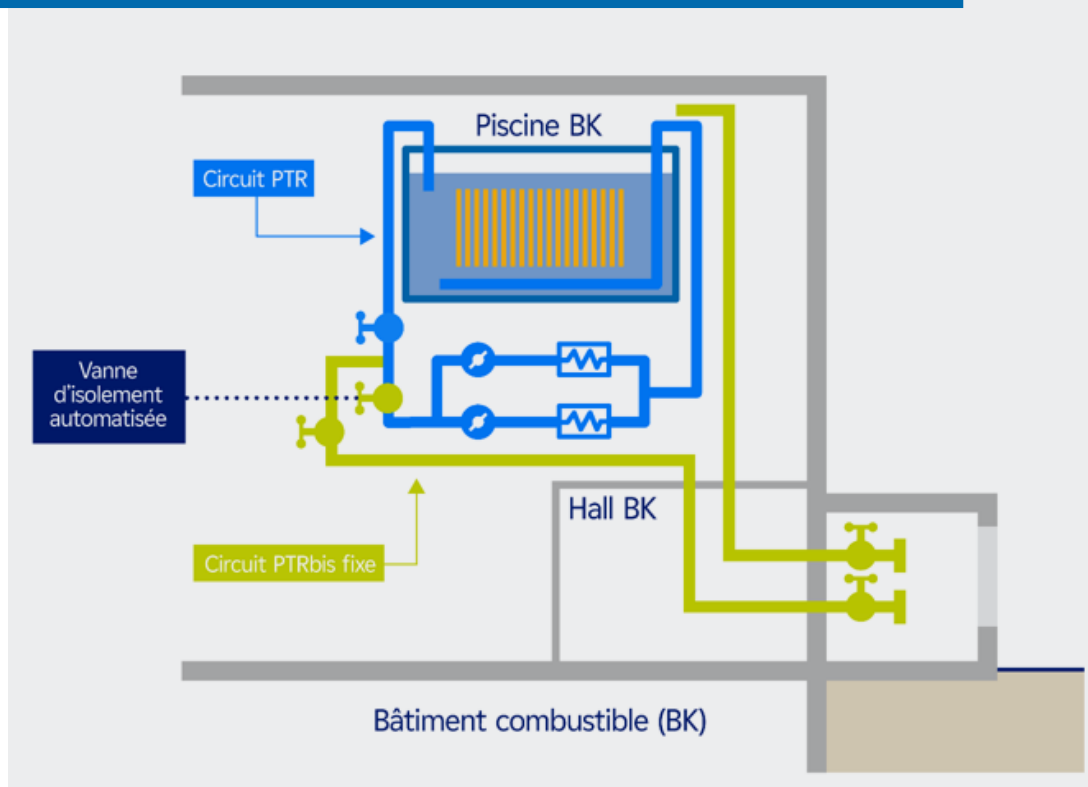 Piscine BK
Circuit PTR
Vanne
d'isolement
automatisée
Hall BK
Circuit PTRbis fixe
Bâtiment combustible (BK)